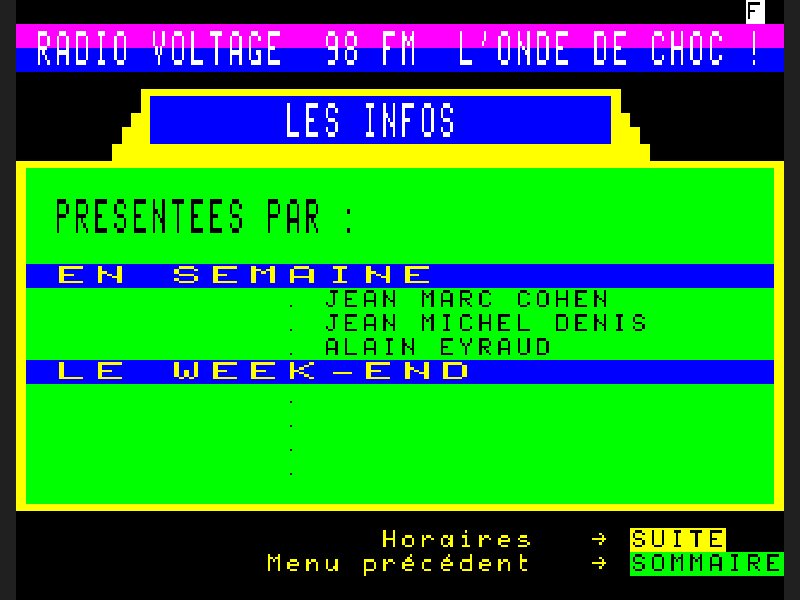 F
RADIO VOLTAGE 98 FM L'ONDE DE CHOC !
LES INFOS
PRESENTEES PAR :
EN SEMAINE
. JEAN MARC COHEN
. JEAN MICHEL DENIS
. ALAIN EYRAUD
LE WEEK-END
.
.
.
.
Horaires → SUITE
Menu précédent → SOMMAIRE